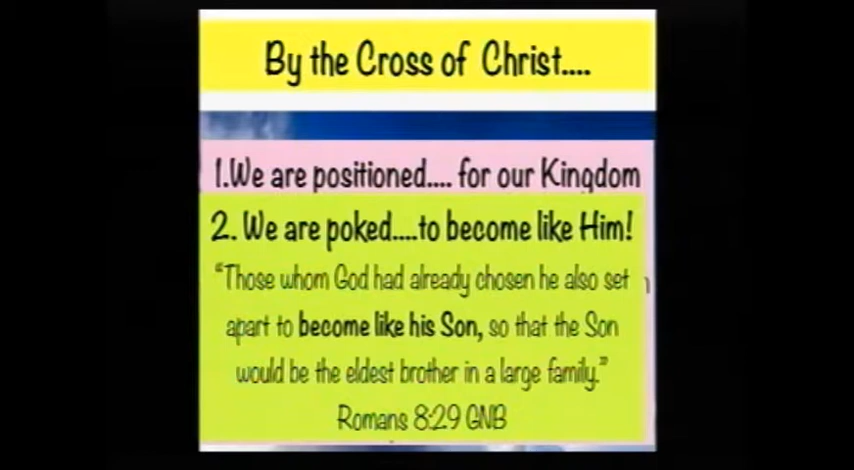 By the Cross of Christ....
1.We are positioned.... for our Kingdom
2. We are poked....to become like Him!
“Those whom God had already chosen he also set
apart to become like his Son, so that the Son
would be the eldest brother in a large family.”
Romans 8:29 GNB